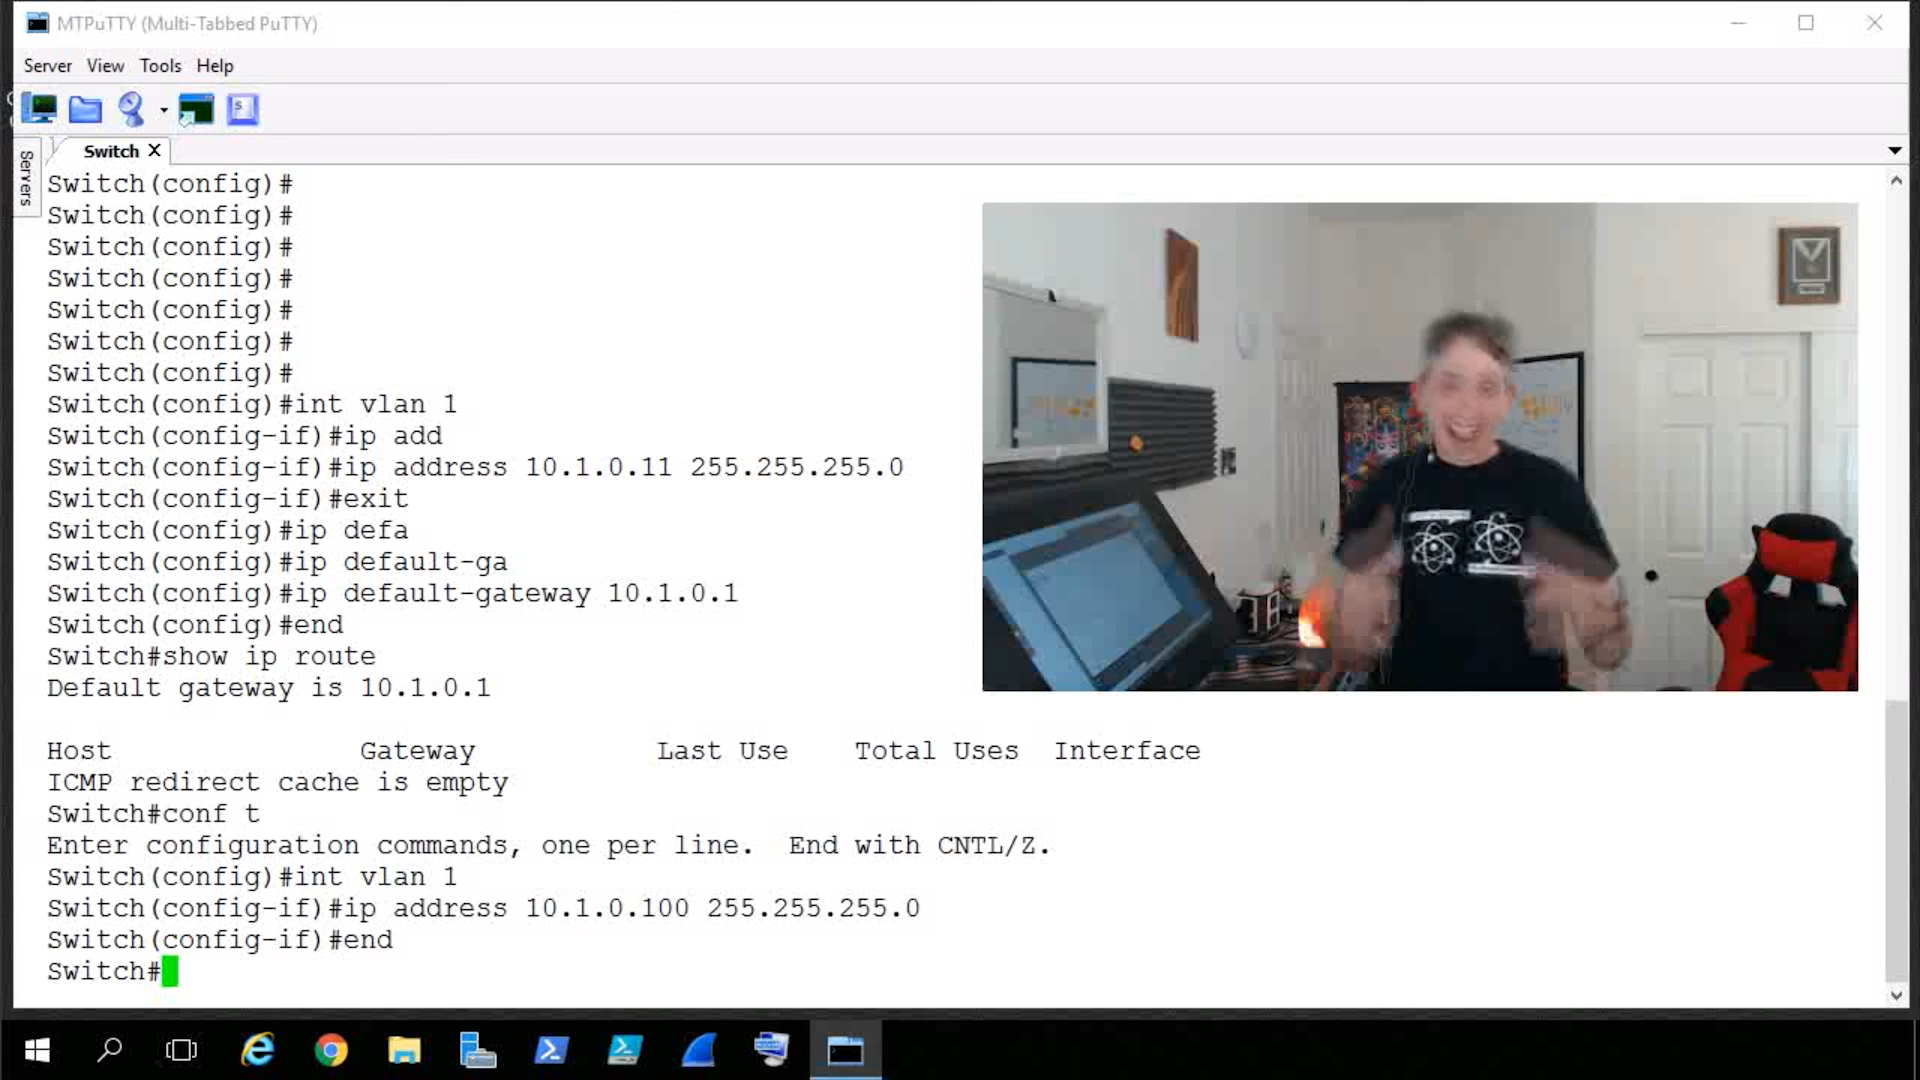 MTPuTTY (Multi-Tabbed PuTTY)
Server View Tools Help
Servers
Switch X
Switch(config)#
Switch(config)#
Switch(config)#
Switch(config)#
Switch(config)#
Switch(config)#
Switch(config)#
Switch(config)#int vlan 1
Switch(config-if)#ip add
Switch(config-if)#ip address 10.1.0.11 255.255.255.0
Switch(config-if)#exit
Switch(config)#ip defa
Switch(config)#ip default-ga
Switch(config)#ip default-gateway 10.1.0.1
Switch(config)#end
Switch#show ip route
Default gateway is 10.1.0.1
Host Gateway Last Use Total Uses Interface
ICMP redirect cache is empty
Switch#conf t
Enter configuration commands, one per line. End with CNTL/Z.
Switch(config)#int vlan 1
Switch(config-if)#ip address 10.1.0.100 255.255.255.0
Switch(config-if)#end
Switch#